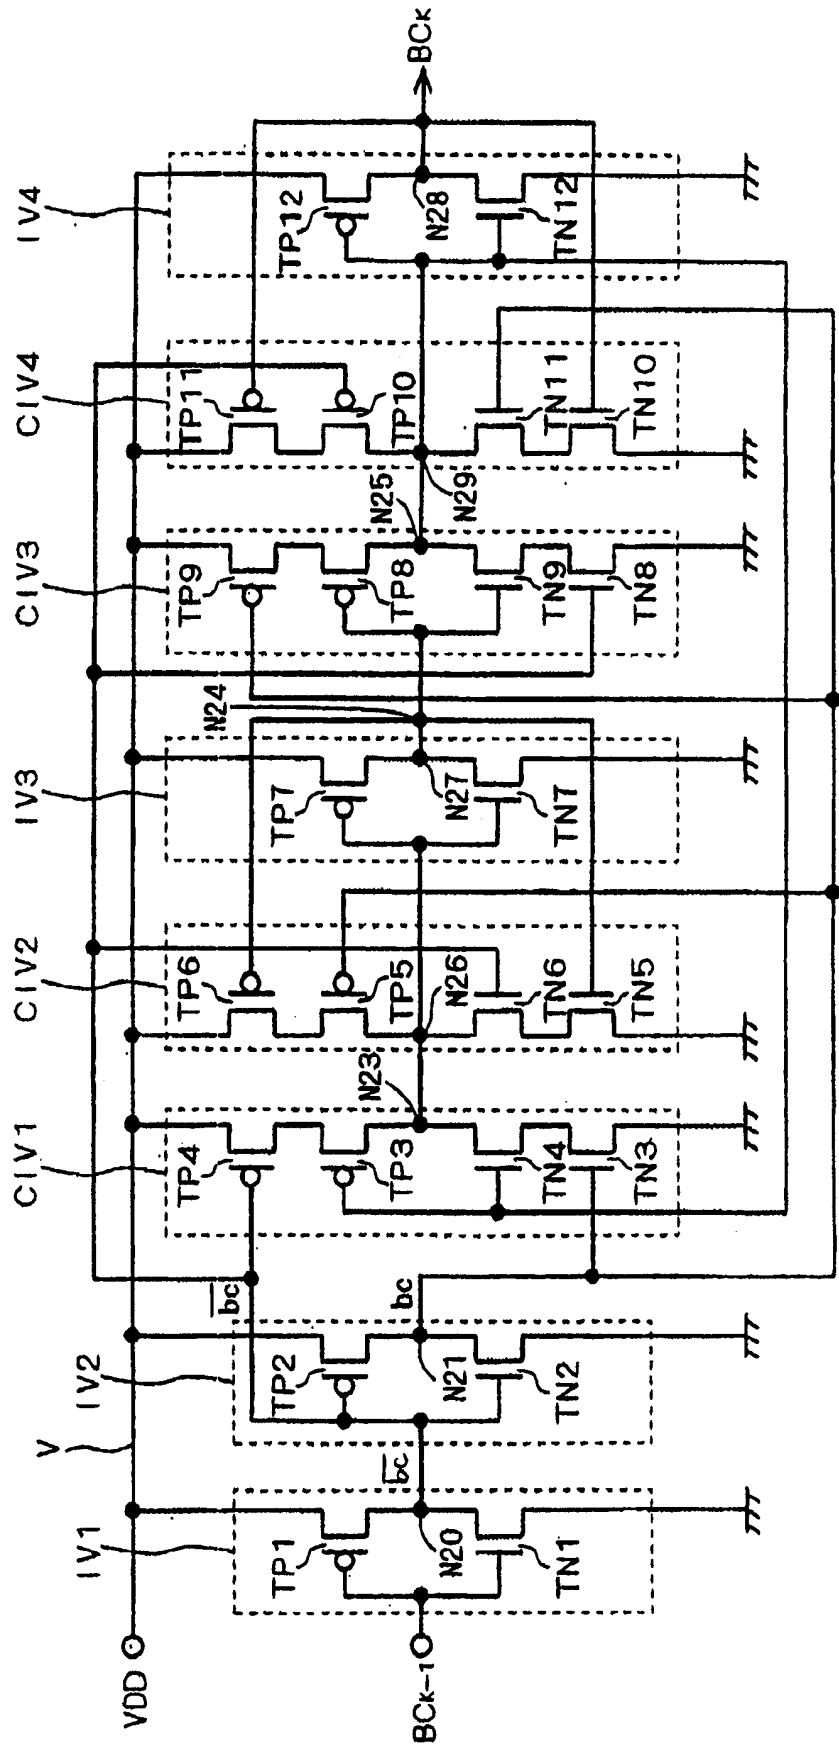 IV1
V
IV2
CIV1
CIV2
IV3
CIV3
CIV4
IV4
VDD
TP1
TP2
TP4
TP3
TP6
TP5
TP7
TP9
TP8
TP11
TP10
TP12
b̅c̅
b̅c̅
bc
BCK-1
BCK
N20
N21
N23
N26
N24
N27
N25
N29
N28
TN1
TN2
TN4
TN3
TN6
TN5
TN7
TN9
TN8
TN11
TN10
TN12